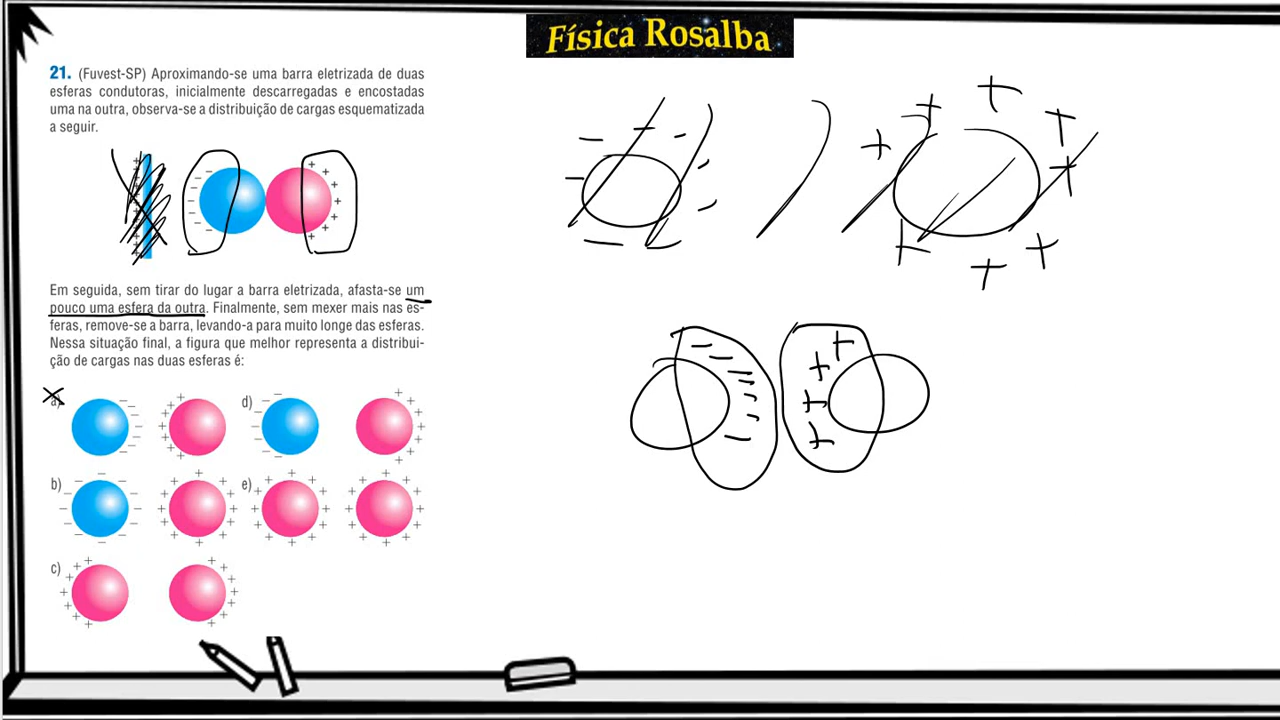 Física Rosalba
21. (Fuvest-SP) Aproximando-se uma barra eletrizada de duas
esferas condutoras, inicialmente descarregadas e encostadas
uma na outra, observa-se a distribuição de cargas esquematizada
a seguir.
Em seguida, sem tirar do lugar a barra eletrizada, afasta-se um
pouco uma esfera da outra. Finalmente, sem mexer mais nas es-
feras, remove-se a barra, levando-a para muito longe das esferas.
Nessa situação final, a figura que melhor representa a distribui-
ção de cargas nas duas esferas é:
a)
d)
b)
e)
c)